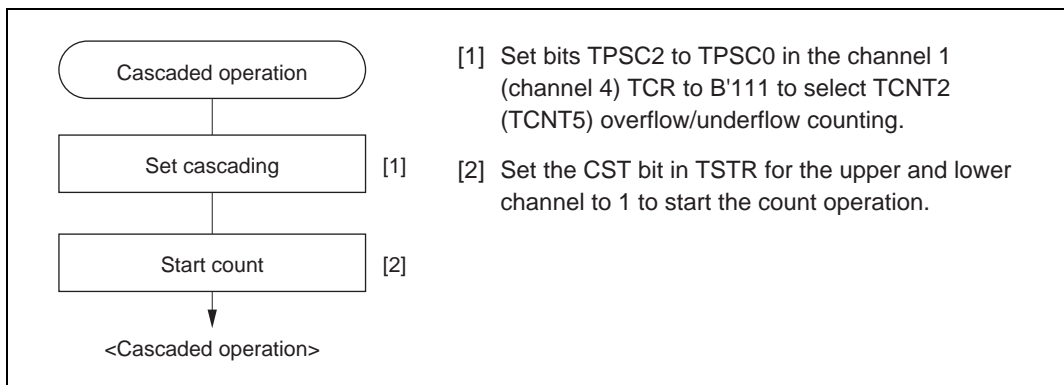 Cascaded operation
Set cascading
[1]
Start count
[2]
<Cascaded operation>
[1] Set bits TPSC2 to TPSC0 in the channel 1
(channel 4) TCR to B'111 to select TCNT2
(TCNT5) overflow/underflow counting.
[2] Set the CST bit in TSTR for the upper and lower
channel to 1 to start the count operation.